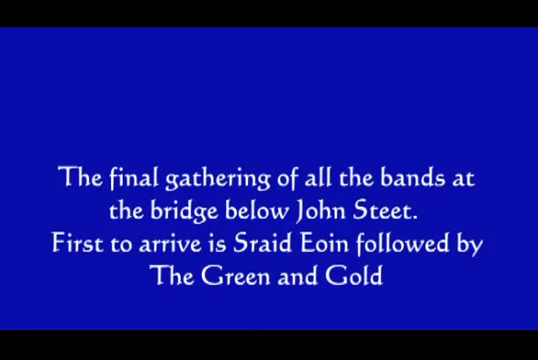 The final gathering of all the bands at
the bridge below John Steet.
First to arrive is Sraid Eoin followed by
The Green and Gold